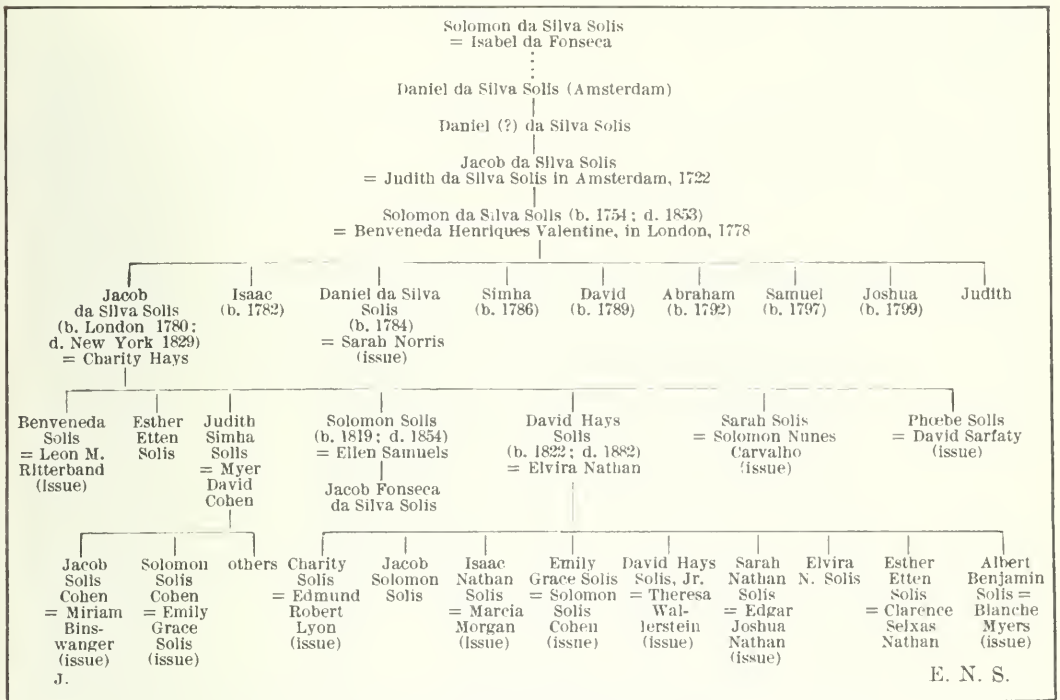 Solomon da Silva Solis
= Isabel da Fonseca
Daniel da Silva Solis (Amsterdam)
Daniel (?) da Silva Solis
Jacob da Silva Solis
= Judith da Silva Solis in Amsterdam, 1722
Solomon da Silva Solis (b. 1754; d. 1853)
= Benveneda Henriques Valentine, in London, 1778
Jacob
da Silva Solis
(b. London 1780;
d. New York 1829)
= Charity Hays
Isaac
(b. 1782)
Daniel da Silva
Solis
(b. 1784)
= Sarah Norris
(issue)
Simha
(b. 1786)
David
(b. 1789)
Abraham
(b. 1792)
Samuel
(b. 1797)
Joshua
(b. 1799)
Judith
Benveneda
Solis
= Leon M.
Ritterband
(issue)
Esther
Etten
Solis
Judith
Simha
Solis
= Myer
David
Cohen
Solomon Solis
(b. 1819; d. 1854)
= Ellen Samuels
Jacob Fonseca
da Silva Solis
David Hays
Solis
(b. 1822; d. 1882)
= Elvira Nathan
Sarah Solis
= Solomon Nunes
Carvalho
(issue)
Phœbe Solis
= David Sarfaty
(issue)
Jacob
Solis
Cohen
= Miriam
Bins-
wanger
(issue)
Solomon
Solis
Cohen
= Emily
Grace
Solis
(issue)
others
Charity
Solis
= Edmund
Robert
Lyon
(issue)
Jacob
Solomon
Solis
Isaac
Nathan
Solis
= Marcia
Morgan
(issue)
Emily
Grace Solis
= Solomon
Solis
Cohen
(issue)
David Hays
Solis, Jr.
= Theresa
Wal-
lerstein
(issue)
Sarah
Nathan
Solis
= Edgar
Joshua
Nathan
(issue)
Elvira
N. Solis
Esther
Etten
Solis
= Clarence
Seixas
Nathan
Albert
Benjamin
Solis =
Blanche
Myers
(issue)
J.
E. N. S.